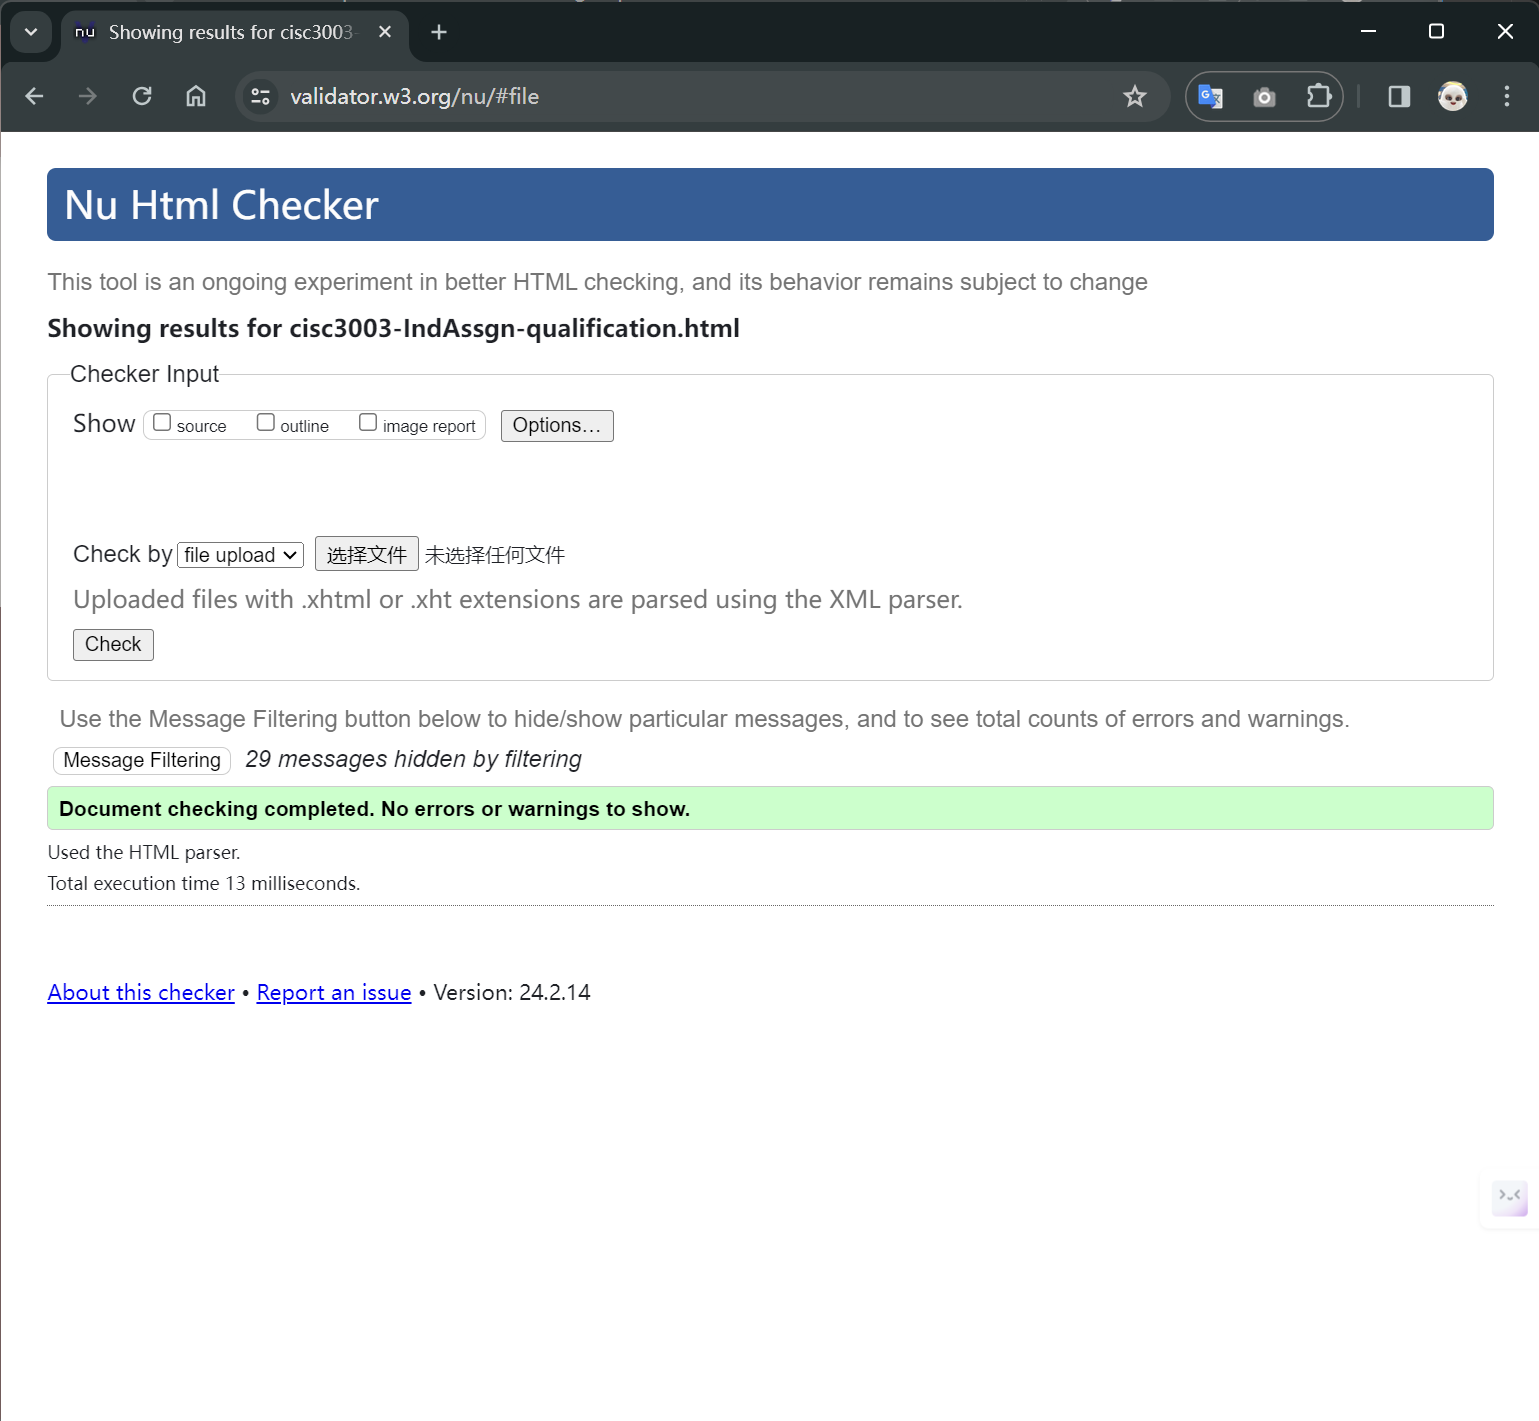 nu Showing results for cisc3003-
validator.w3.org/nu/#file
Nu Html Checker
This tool is an ongoing experiment in better HTML checking, and its behavior remains subject to change
Showing results for cisc3003-IndAssgn-qualification.html
Checker Input
Show source outline image report Options...
Check by file upload 选择文件 未选择任何文件
Uploaded files with .xhtml or .xht extensions are parsed using the XML parser.
Check
Use the Message Filtering button below to hide/show particular messages, and to see total counts of errors and warnings.
Message Filtering 29 messages hidden by filtering
Document checking completed. No errors or warnings to show.
Used the HTML parser.
Total execution time 13 milliseconds.
About this checker • Report an issue • Version: 24.2.14